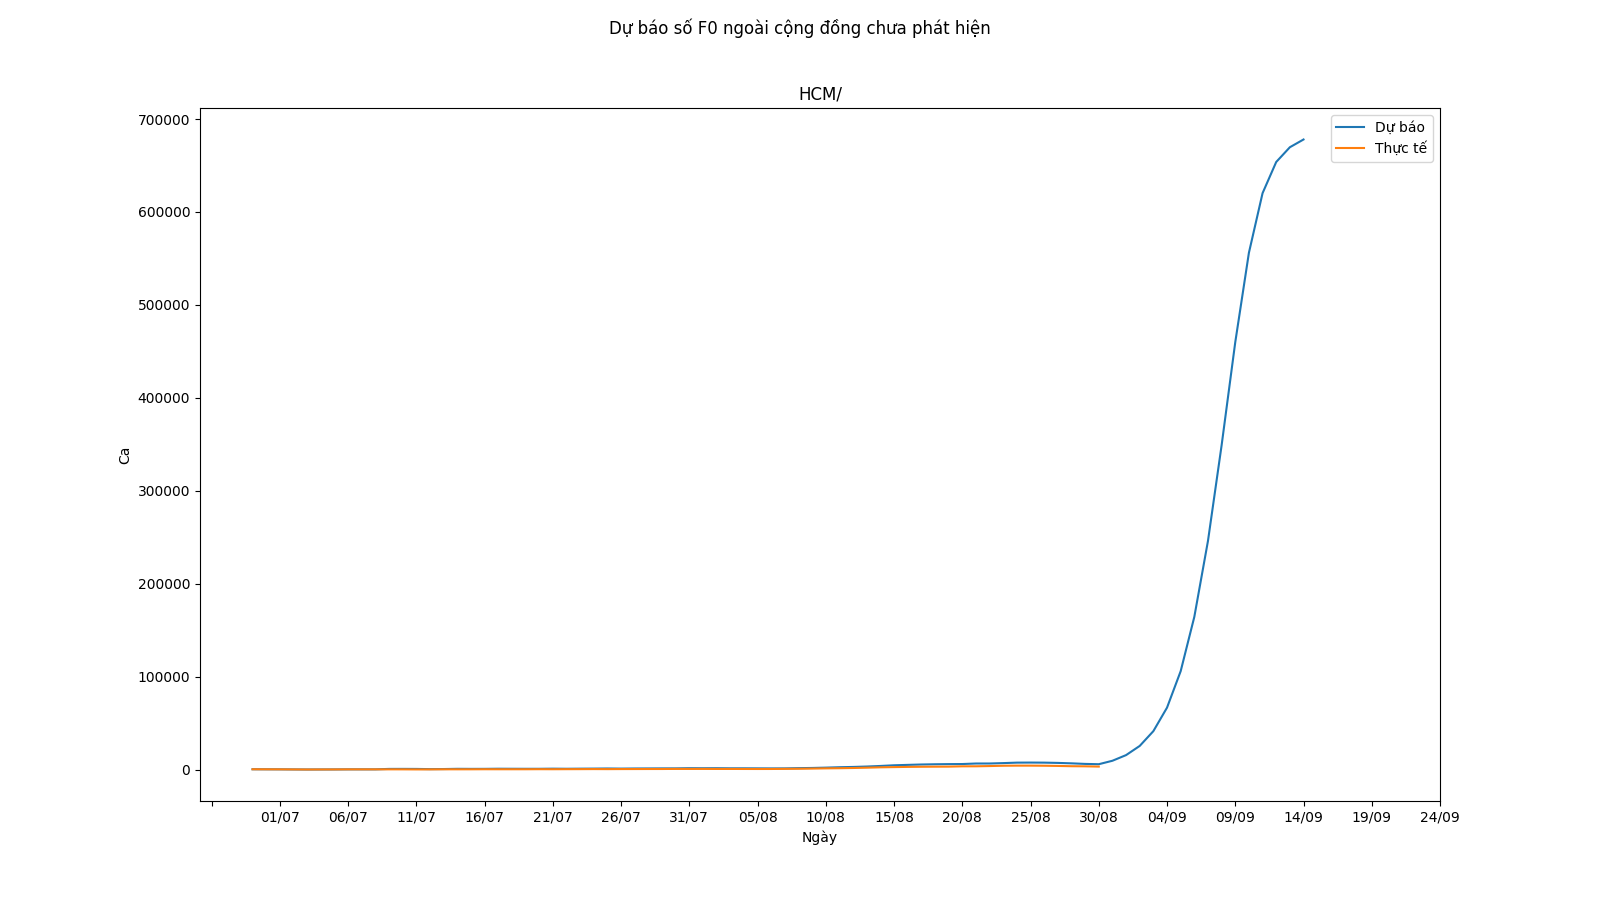 Dự báo số F0 ngoài cộng đồng chưa phát hiện
HCM/
Dự báo
Thực tế
700000
600000
500000
400000
300000
200000
100000
0
Ca
01/07 06/07 11/07 16/07 21/07 26/07 31/07 05/08 10/08 15/08 20/08 25/08 30/08 04/09 09/09 14/09 19/09 24/09
Ngày